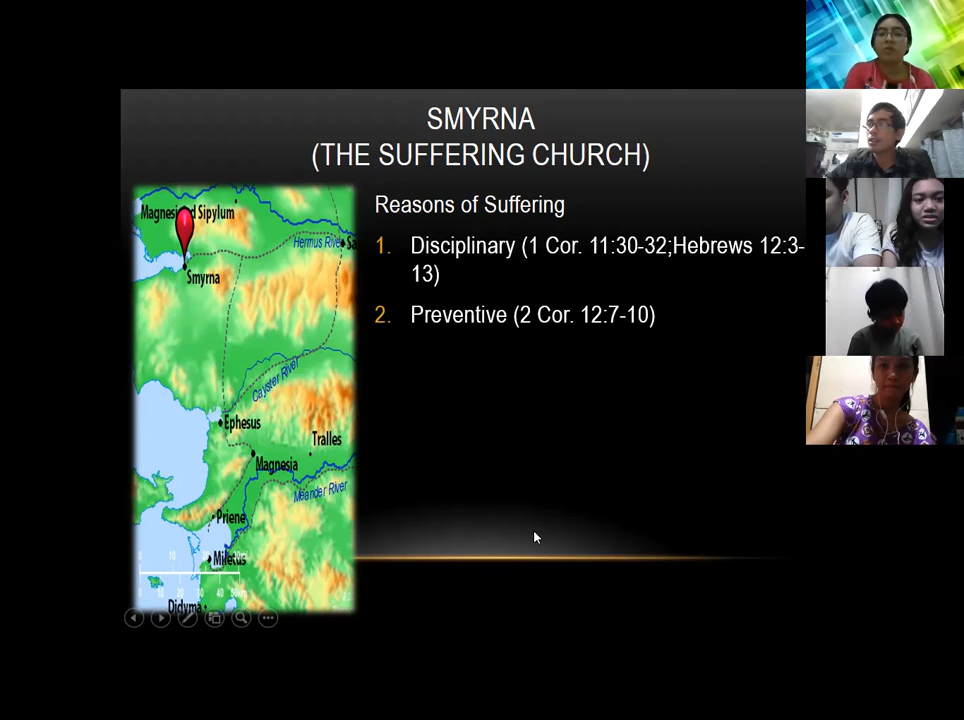 SMYRNA
(THE SUFFERING CHURCH)
Reasons of Suffering
1. Disciplinary (1 Cor. 11:30-32;Hebrews 12:3-
13)
2. Preventive (2 Cor. 12:7-10)
Sipylum
Hermus River
Smyrna
Cayster River
Ephesus
Tralles
Magnesia
Meander River
Priene
Miletus
Didyma